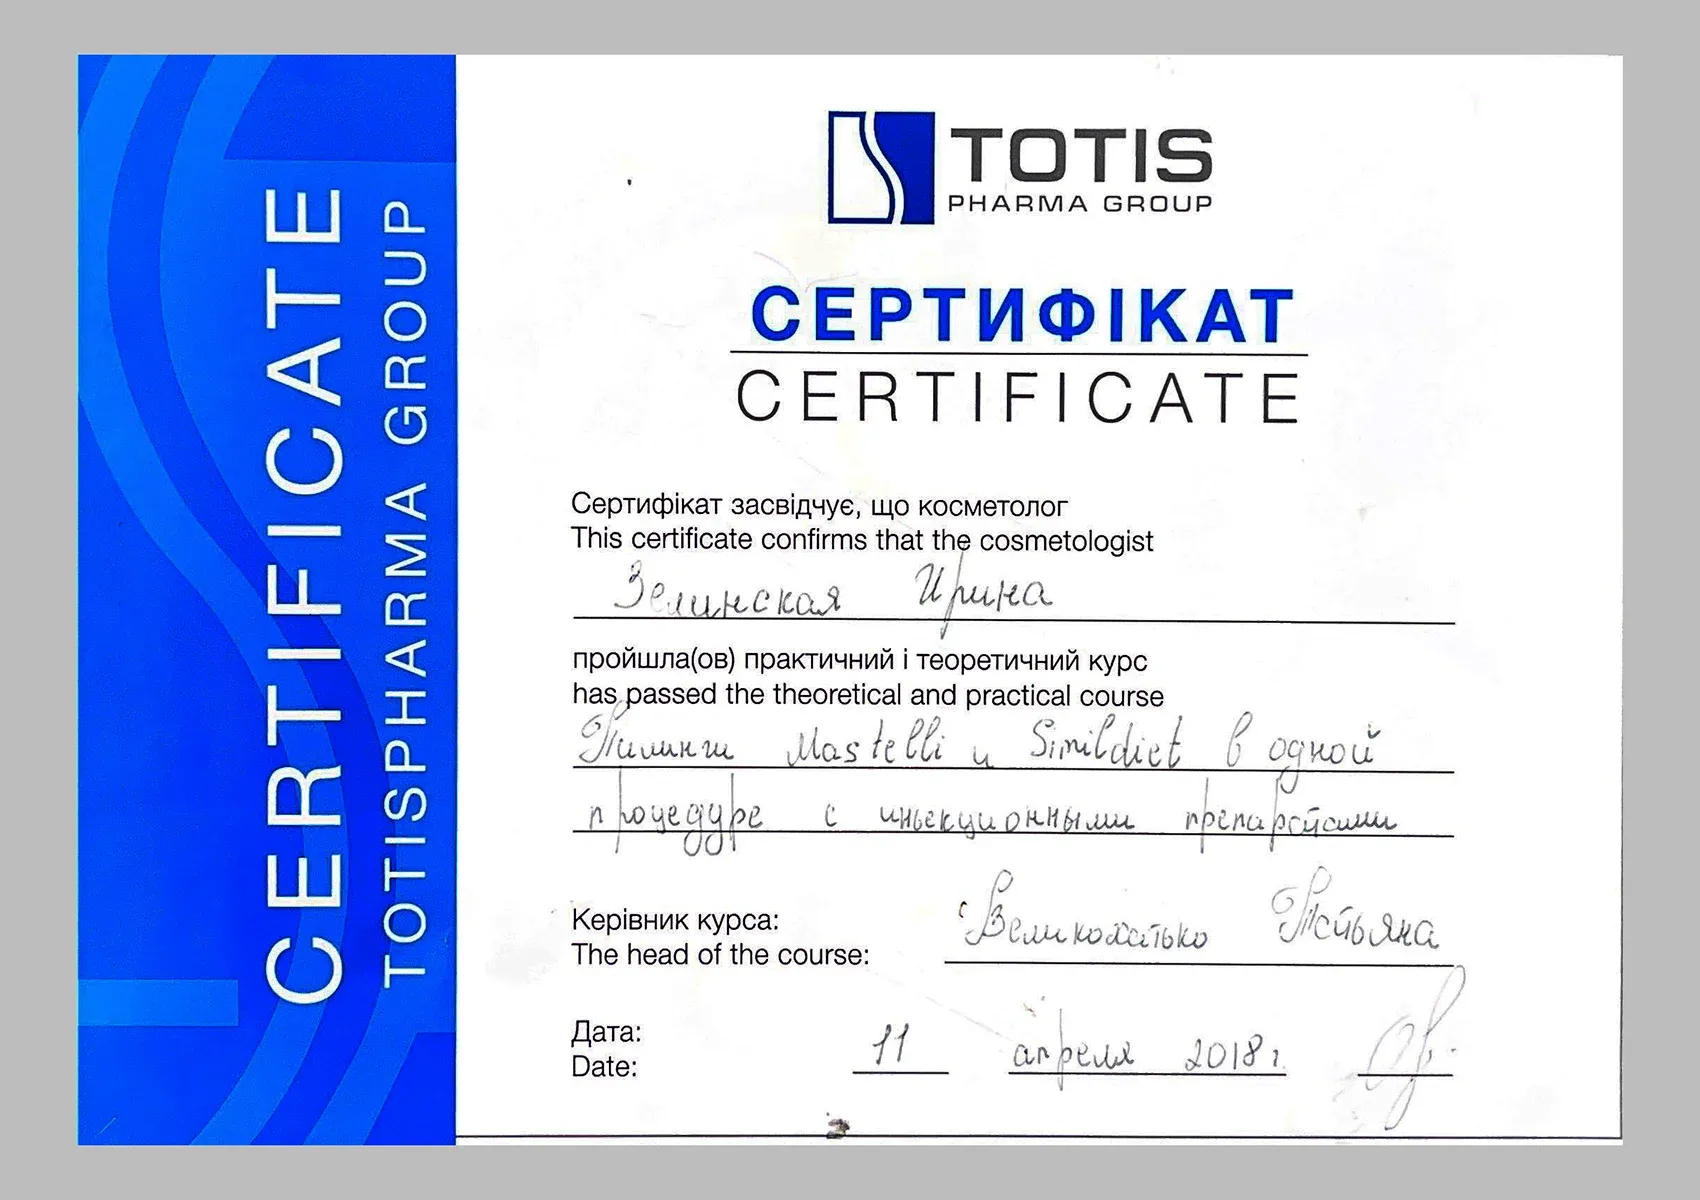 CERTIFICATE
TOTISPHARMA GROUP
TOTIS
PHARMA GROUP
СЕРТИФІКАТ
CERTIFICATE
Сертифікат засвідчує, що косметолог
This certificate confirms that the cosmetologist
Зелинская Ирина
пройшла(ов) практичний і теоретичний курс
has passed the theoretical and practical course
Пилинги Mastelli и Simildiet в одной
процедуре с инъекционными препаратами
Керівник курса:
The head of the course:
Великохатько Татьяна
Дата:
Date:
11 апреля 2018 г.